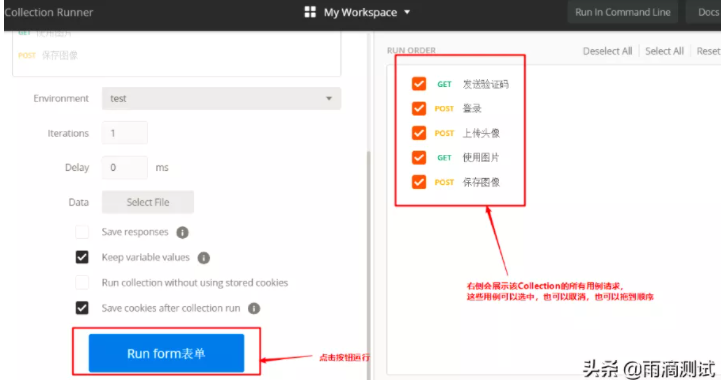 Collection Runner
My Workspace
Run In Command Line
Docs
GET 使用图片
POST 保存图像
Environment
test
Iterations
1
Delay
0
ms
Data
Select File
Save responses
Keep variable values
Run collection without using stored cookies
Save cookies after collection run
Run form表单
点击按钮运行
RUN ORDER
Deselect All
Select All
Reset
GET 发送验证码
POST 登录
POST 上传头像
GET 使用图片
POST 保存图像
右侧会展示该Collection的所有用例请求,
这些用例可以选中, 也可以取消, 也可以拖到顺序
头条 @雨滴测试